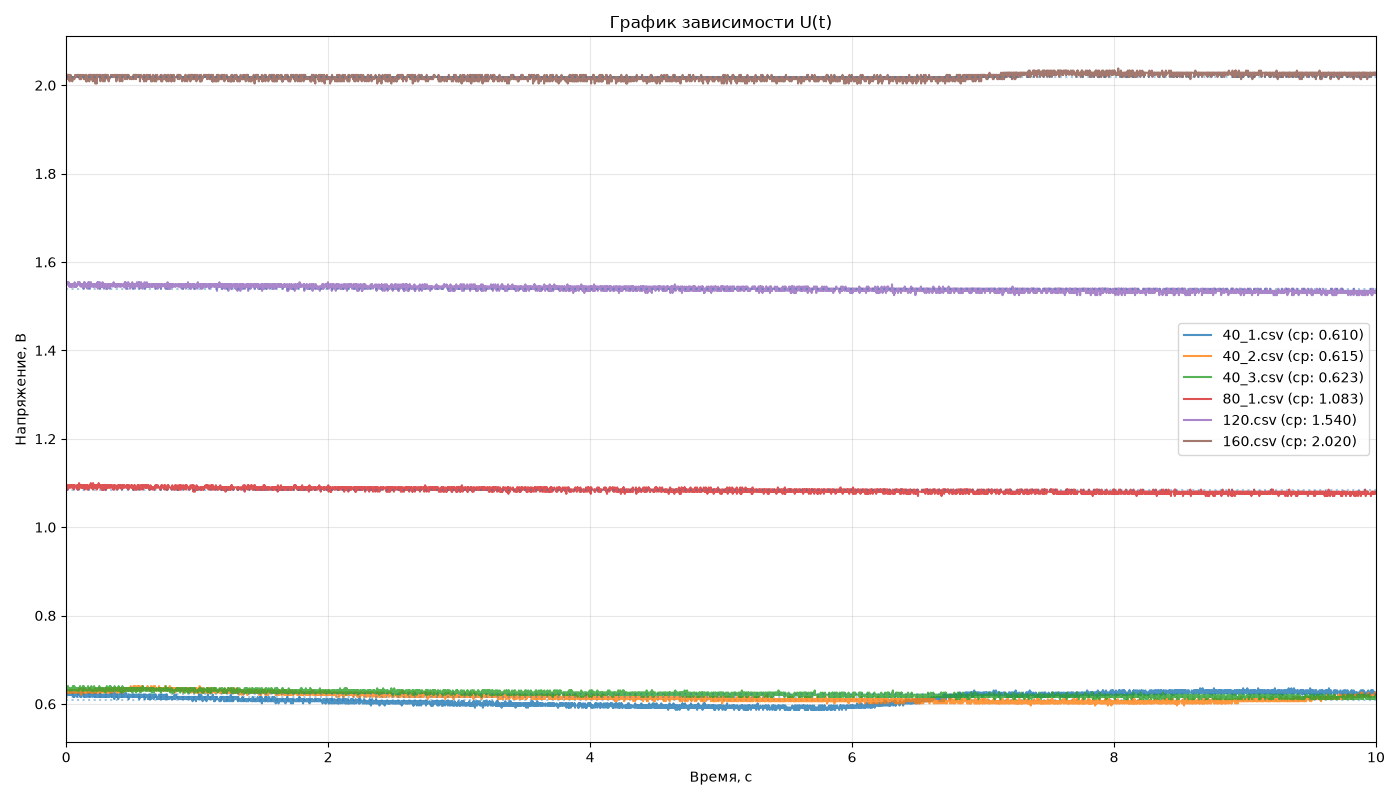 График зависимости U(t)
Напряжение, В
2.0
1.8
1.6
1.4
1.2
1.0
0.8
0.6
40_1.csv (ср: 0.610)
40_2.csv (ср: 0.615)
40_3.csv (ср: 0.623)
80_1.csv (ср: 1.083)
120.csv (ср: 1.540)
160.csv (ср: 2.020)
0 2 4 6 8 10
Время, с